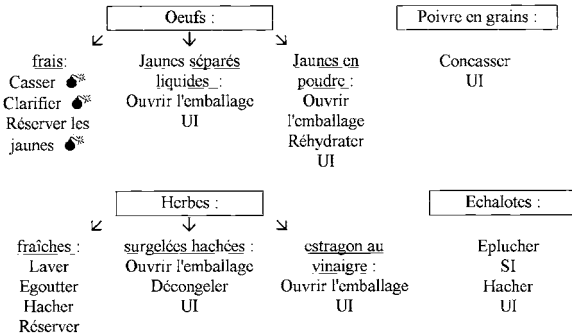 Oeufs :
frais:
Casser
Clarifier
Réserver les
jaunes
Jaunes séparés
liquides :
Ouvrir l'emballage
UI
Jaunes en
poudre :
Ouvrir
l'emballage
Réhydrater
UI
Poivre en grains :
Concasser
UI
Herbes :
fraîches :
Laver
Egoutter
Hacher
Réserver
surgelées hachées :
Ouvrir l'emballage
Décongeler
UI
estragon au
vinaigre :
Ouvrir l'emballage
UI
Echalotes :
Eplucher
SI
Hacher
UI